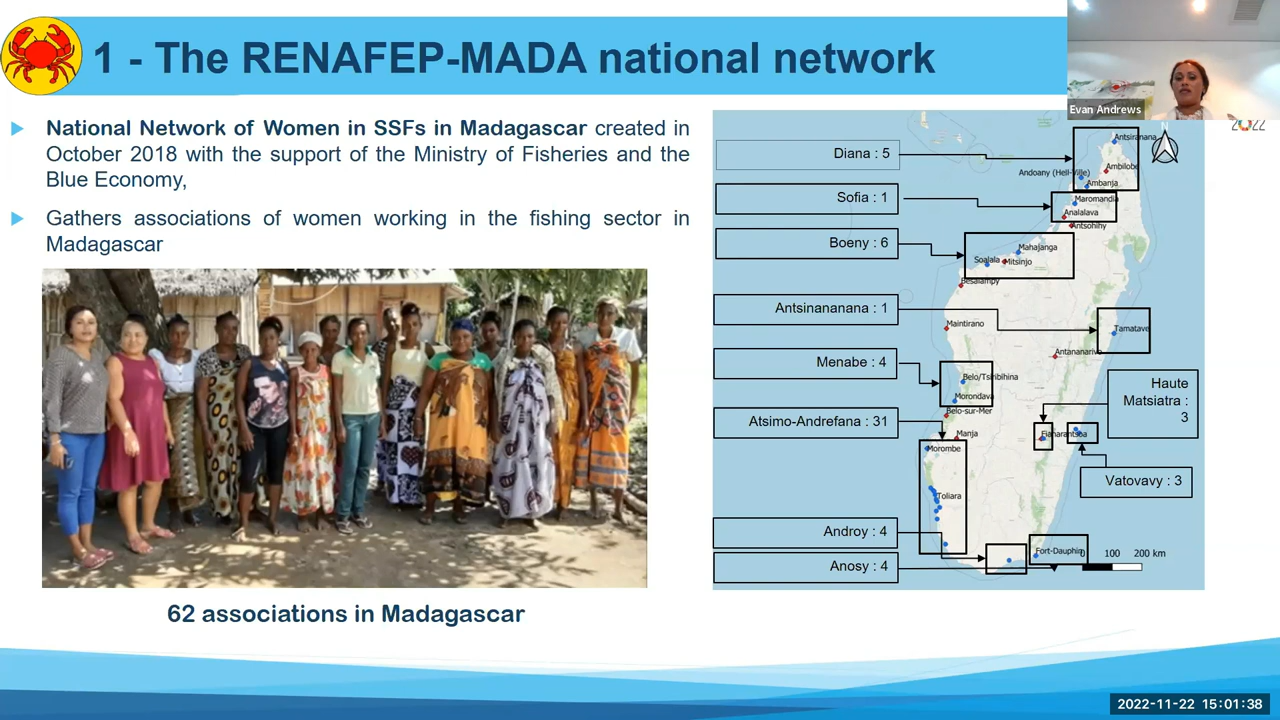 1 - The RENAFEP-MADA national network
Evan Andrews
2022
National Network of Women in SSFs in Madagascar created in
October 2018 with the support of the Ministry of Fisheries and the
Blue Economy,
Gathers associations of women working in the fishing sector in
Madagascar
62 associations in Madagascar
Diana : 5
Sofia : 1
Boeny : 6
Antsinananana : 1
Menabe : 4
Atsimo-Andrefana : 31
Androy : 4
Anosy : 4
Haute
Matsiatra :
3
Vatovavy : 3
N
Antsiranana
Ambilobe
Andoany (Hell-Ville)
Ambanja
Maromandia
Analalava
Antsohihy
Mahajanga
Soalala
Mitsinjo
Besalampy
Maintirano
Tamatave
Antananarivo
Belo/Tsiribihina
Morondava
Belo-sur-Mer
Manja
Fianarantsoa
Morombe
Toliara
Fort-Dauphin
0 100 200 km
2022-11-22 15:01:38